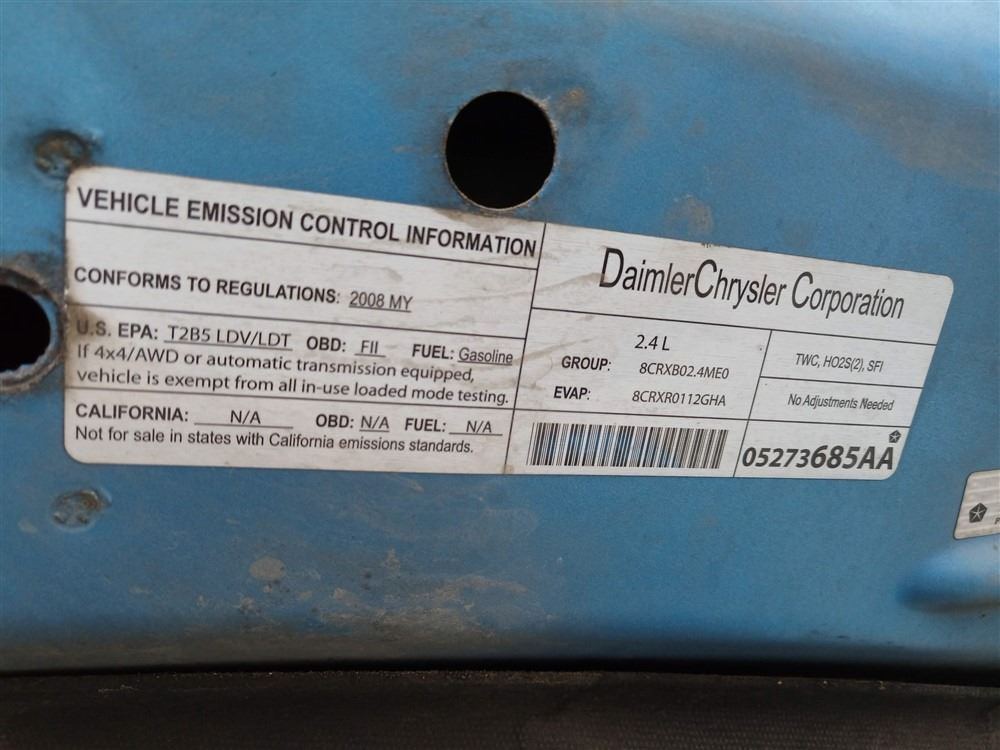 VEHICLE EMISSION CONTROL INFORMATION
CONFORMS TO REGULATIONS: 2008 MY
U.S. EPA: T2B5 LDV/LDT OBD: FII FUEL: Gasoline
If 4x4/AWD or automatic transmission equipped,
vehicle is exempt from all in-use loaded mode testing.
CALIFORNIA: N/A OBD: N/A FUEL: N/A
Not for sale in states with California emissions standards.
DaimlerChrysler Corporation
2.4 L
GROUP: 8CRXB02.4ME0
EVAP: 8CRXR0112GHA
TWC, HO2S(2), SFI
No Adjustments Needed
05273685AA